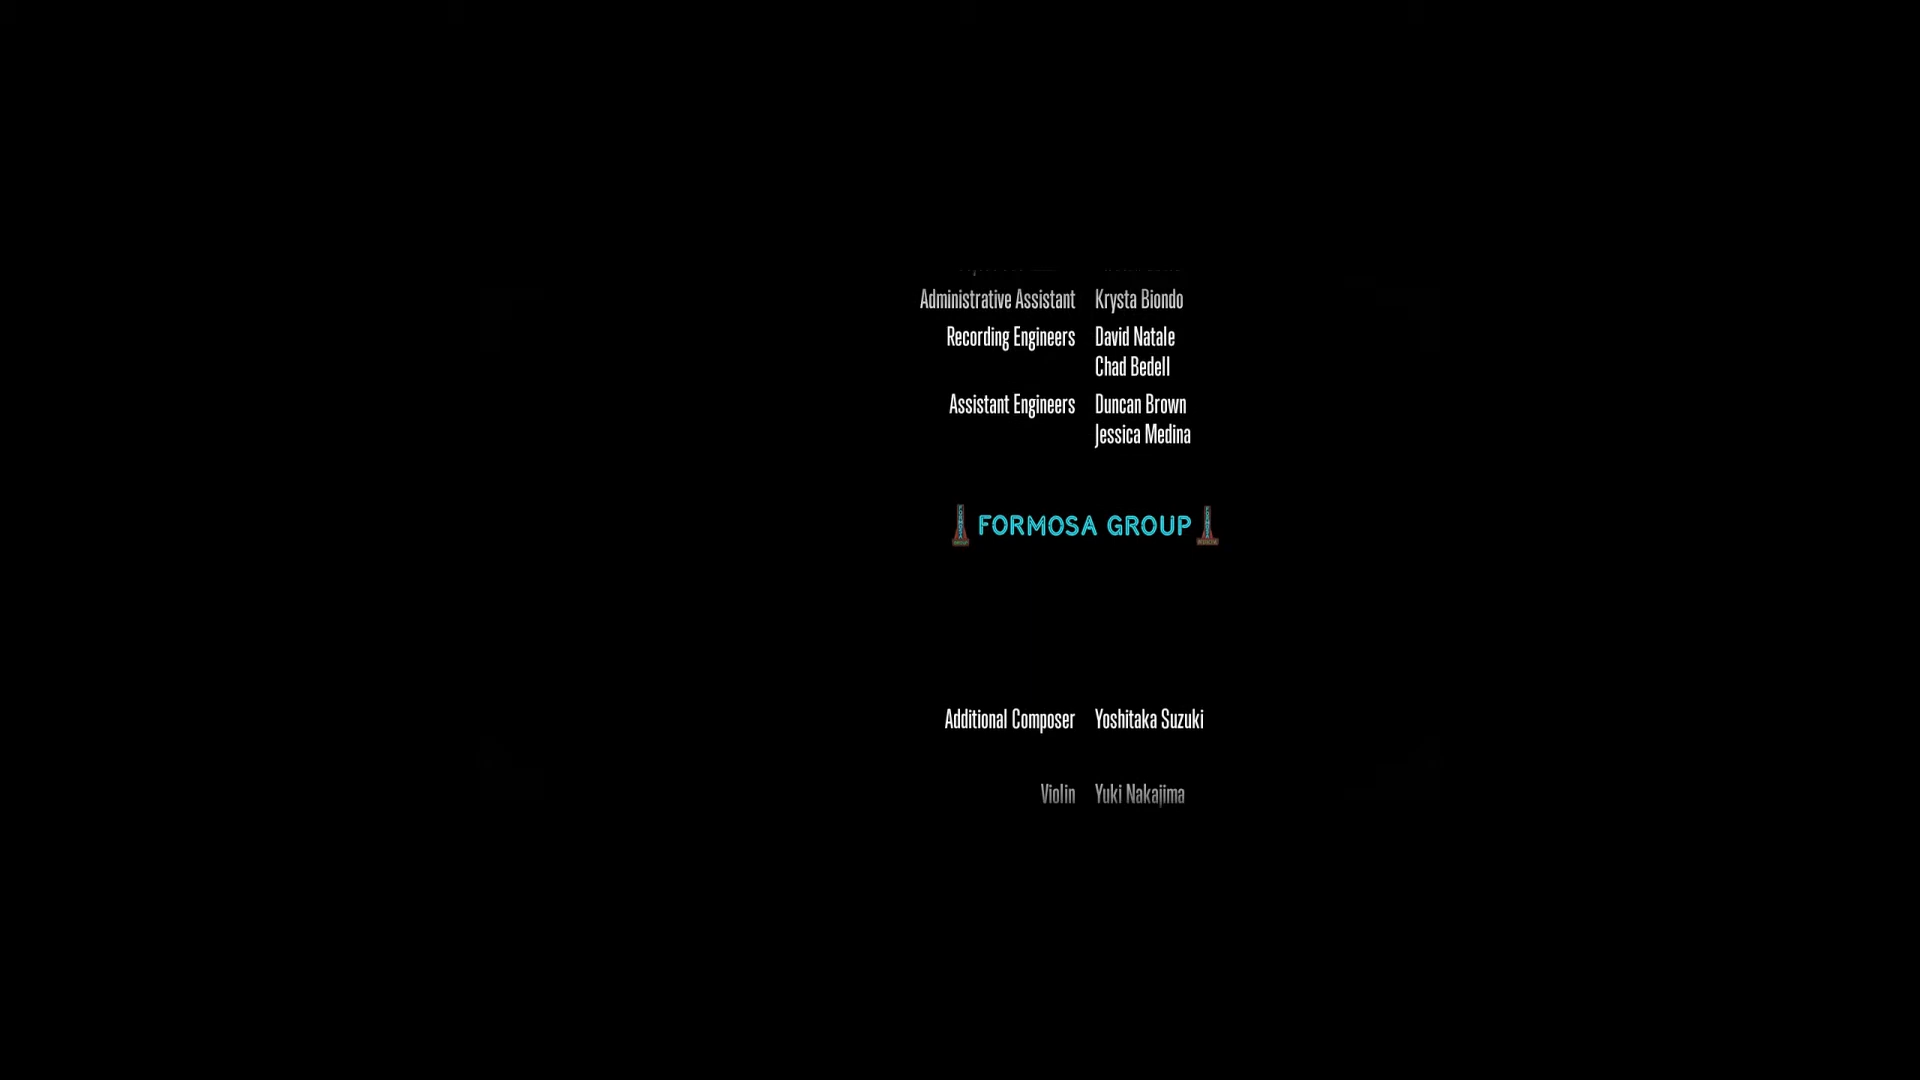 Administrative Assistant Krysta Biondo
Recording Engineers David Natale
Chad Bedell
Assistant Engineers Duncan Brown
Jessica Medina
FORMOSA GROUP
Additional Composer Yoshitaka Suzuki
Violin Yuki Nakajima